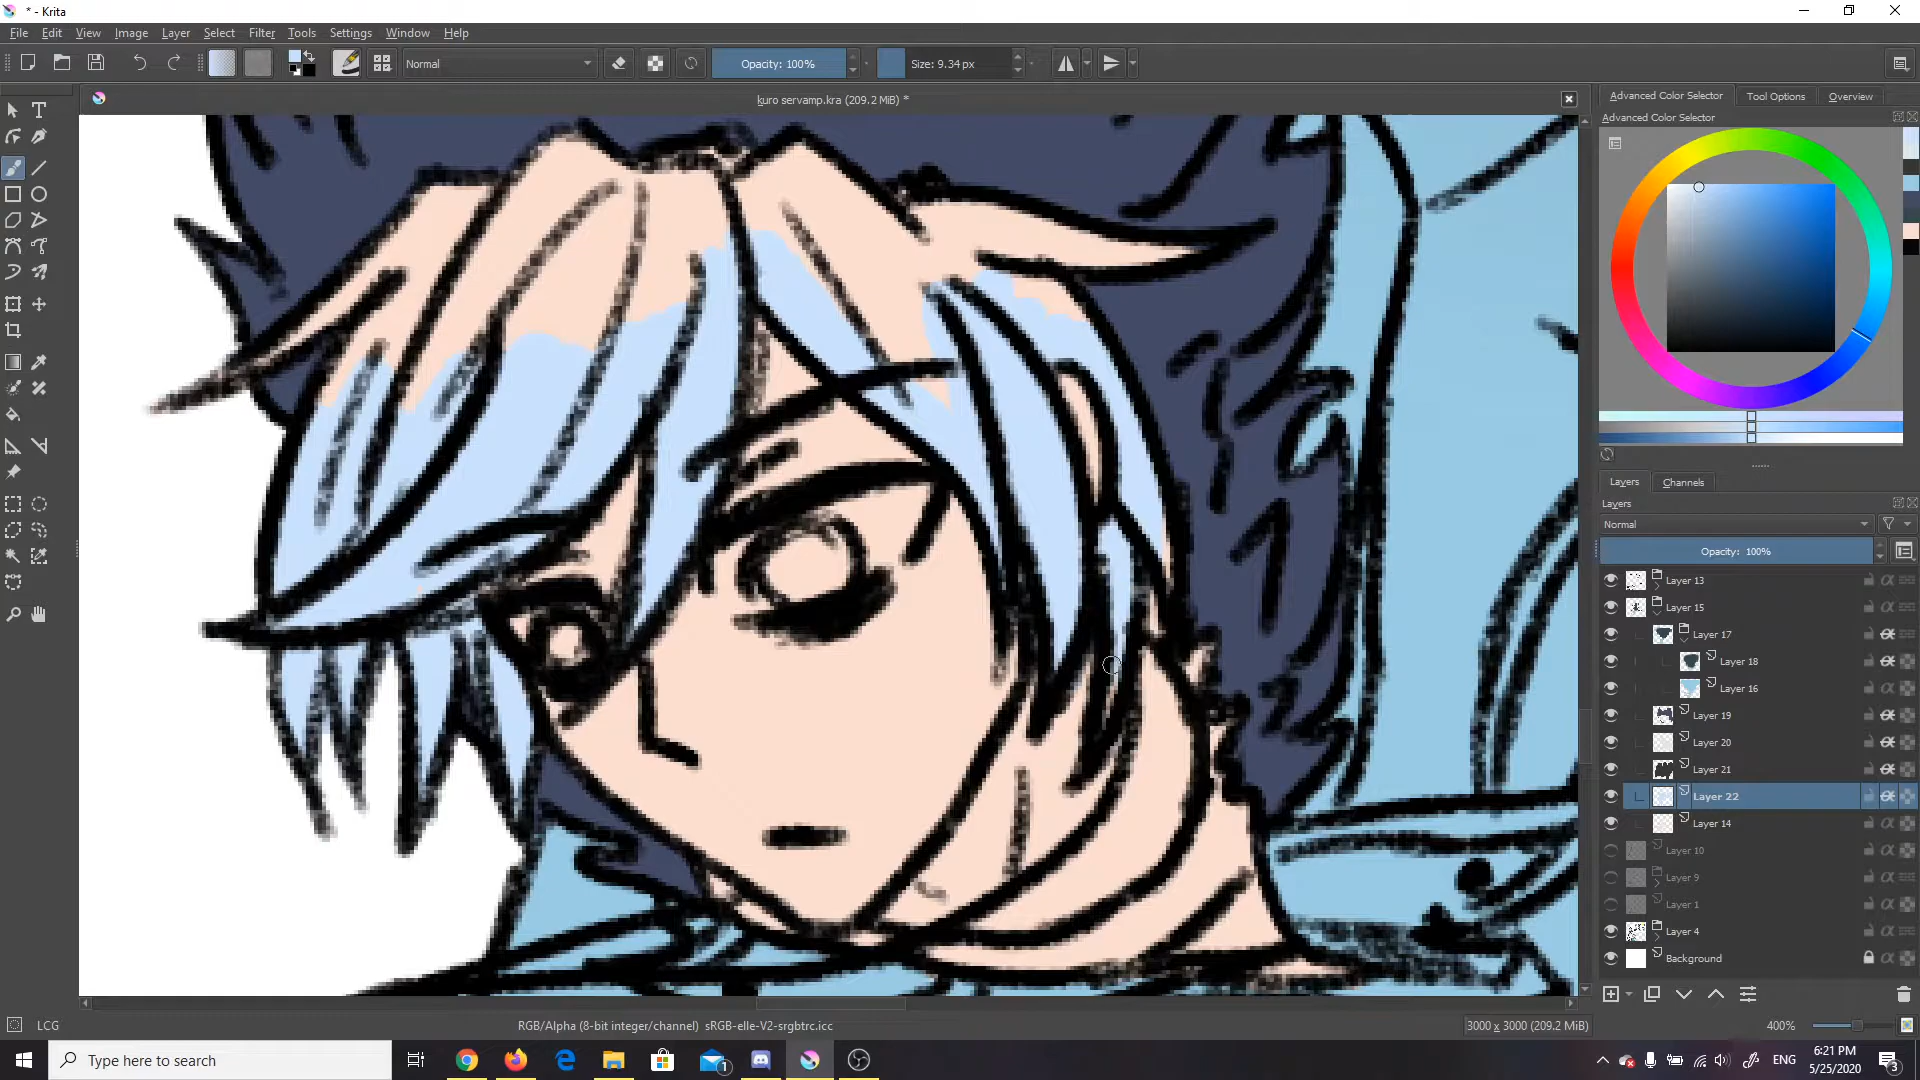 * - Krita
File Edit View Image Layer Select Filter Tools Settings Window Help
Normal
Opacity: 100%
Size: 9.34 px
kuro servamp.kra (209.2 MiB) *
Advanced Color Selector
Tool Options
Overview
Advanced Color Selector
Layers
Channels
Layers
Normal
Opacity: 100%
Layer 13
Layer 15
Layer 17
Layer 18
Layer 16
Layer 19
Layer 20
Layer 21
Layer 22
Layer 14
Layer 10
Layer 9
Layer 1
Layer 4
Background
LCG
RGB/Alpha (8-bit integer/channel) sRGB-elle-V2-srgbtrc.icc
3000 x 3000 (209.2 MiB)
400%
Type here to search
1
ENG
6:21 PM
5/25/2020
3